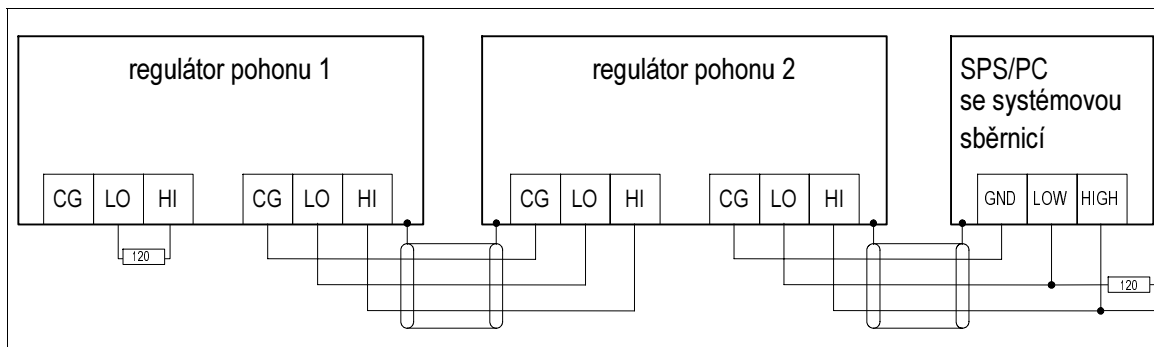 regulátor pohonu 1
regulátor pohonu 2
SPS/PC
se systémovou
sběrnicí
CG LO HI
CG LO HI
CG LO HI
CG LO HI
GND LOW HIGH
120
120